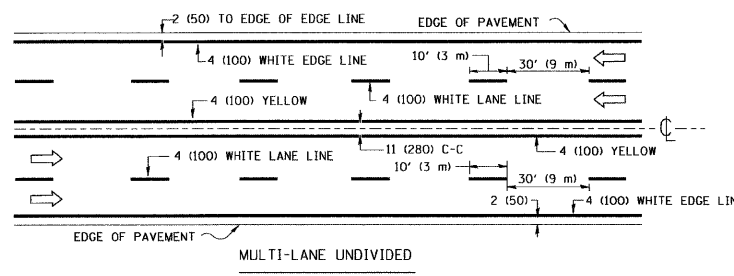 2 (50) TO EDGE OF EDGE LINE
EDGE OF PAVEMENT
4 (100) WHITE EDGE LINE
10' (3 m)
30' (9 m)
4 (100) YELLOW
4 (100) WHITE LANE LINE
CL
4 (100) WHITE LANE LINE
11 (280) C-C
4 (100) YELLOW
10' (3 m)
30' (9 m)
2 (50)
4 (100) WHITE EDGE LIN
EDGE OF PAVEMENT
MULTI-LANE UNDIVIDED